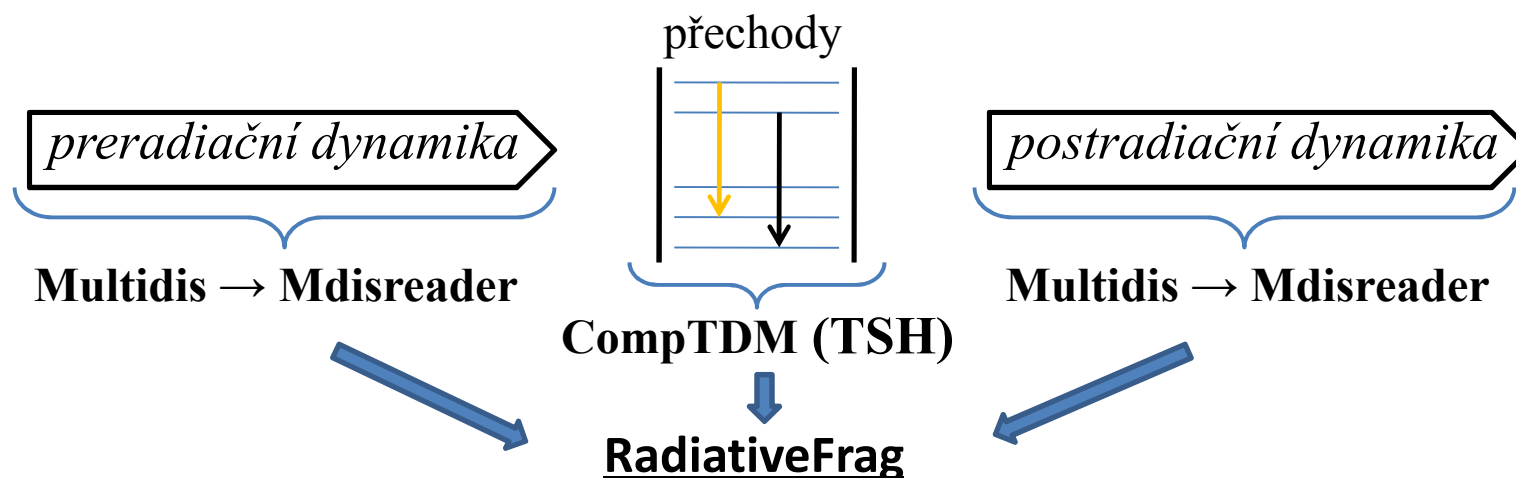 přechody
preradiační dynamika
postradiační dynamika
Multidis → Mdisreader
Multidis → Mdisreader
CompTDM (TSH)
RadiativeFrag